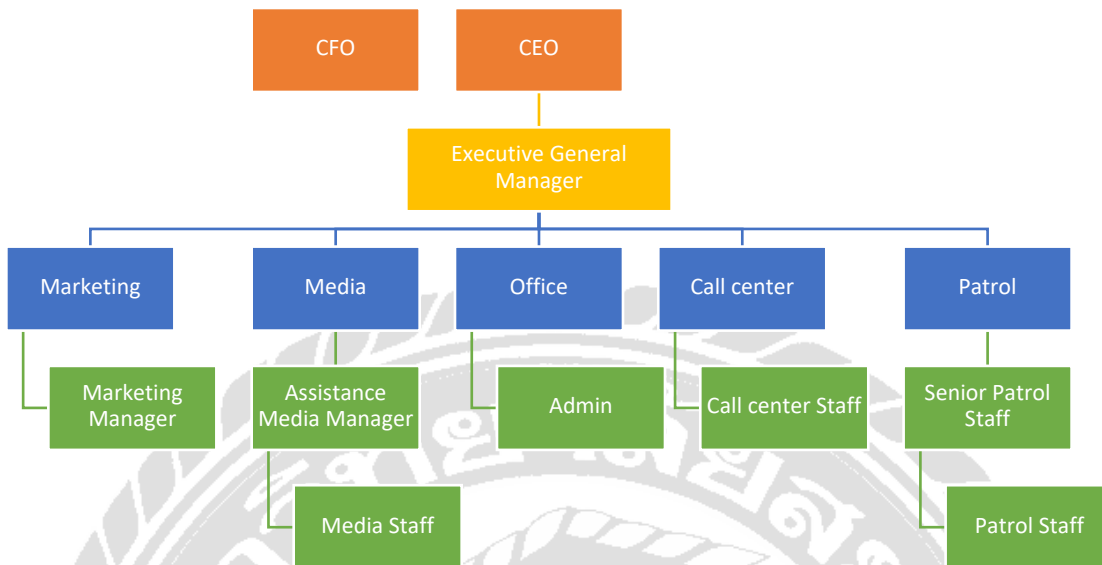 CFO
CEO
Executive General
Manager
Marketing
Media
Office
Call center
Patrol
Marketing
Manager
Assistance
Media Manager
Admin
Call center Staff
Senior Patrol
Staff
Media Staff
Patrol Staff